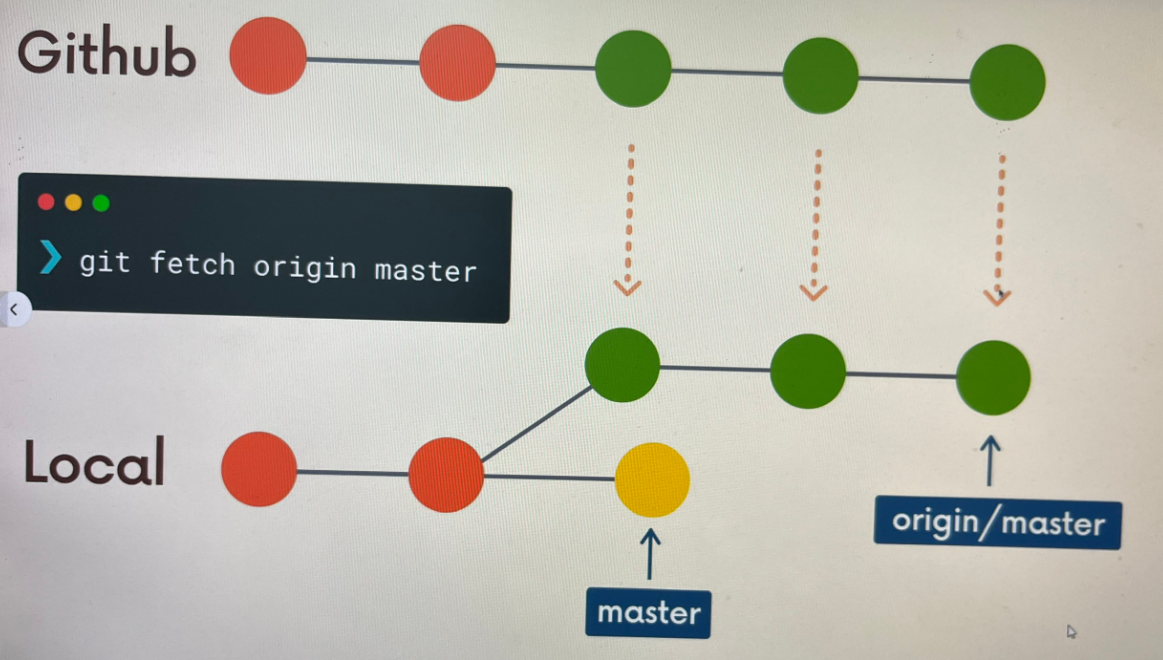 Github
❯ git fetch origin master
Local
origin/master
master